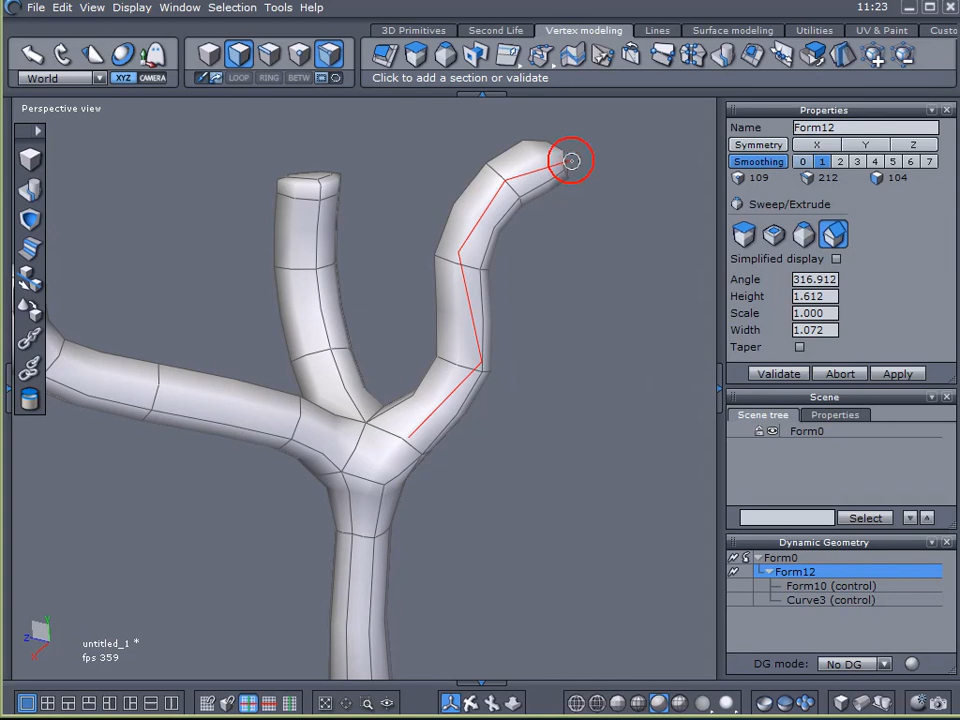 File Edit View Display Window Selection Tools Help 11:23
3D Primitives Second Life Vertex modeling Lines Surface modeling Utilities UV & Paint Custo
World XYZ CAMERA LOOP RING BETW Click to add a section or validate
Perspective view
Properties
Name Form12
Symmetry X Y Z
Smoothing 0 1 2 3 4 5 6 7
109 212 104
Sweep/Extrude
Simplified display
Angle 316.912
Height 1.612
Scale 1.000
Width 1.072
Taper
Validate Abort Apply
Scene
Scene tree Properties
Form0
Select
Dynamic Geometry
Form0
Form12
Form10 (control)
Curve3 (control)
DG mode: No DG
Y
Z
X
untitled_1 *
fps 359